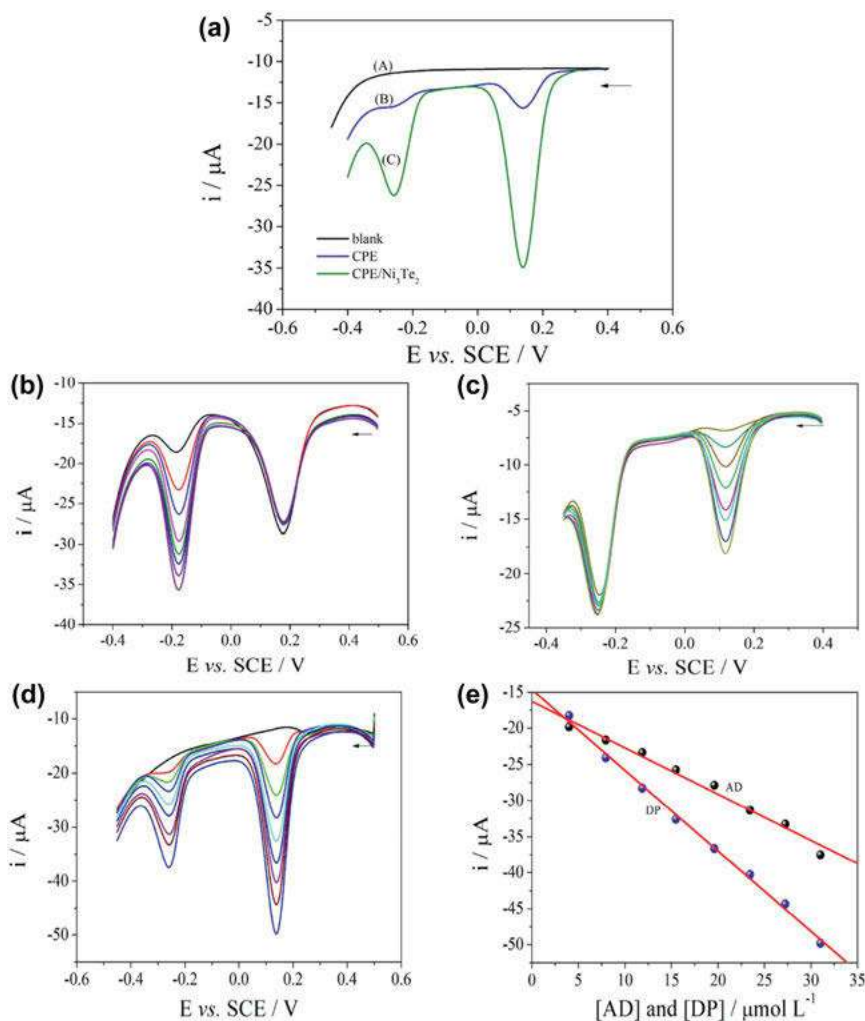 (a)
-5
-10
-15
-20
-25
-30
-35
-40
i / µA
(A)
(B)
(C)
blank
CPE
CPE/Ni₃Te₂
-0.6 -0.4 -0.2 0.0 0.2 0.4 0.6
E vs. SCE / V
(b)
-10
-15
-20
-25
-30
-35
-40
i / µA
-0.4 -0.2 0.0 0.2 0.4
E vs. SCE / V
(c)
-5
-10
-15
-20
-25
i / µA
-0.4 -0.2 0.0 0.2 0.4
E vs. SCE / V
(d)
-10
-20
-30
-40
-50
i / µA
-0.6 -0.4 -0.2 0.0 0.2 0.4 0.6
E vs. SCE / V
(e)
-15
-20
-25
-30
-35
-40
-45
-50
i / µA
AD
DP
0 5 10 15 20 25 30 35
[AD] and [DP] / µmol L⁻¹